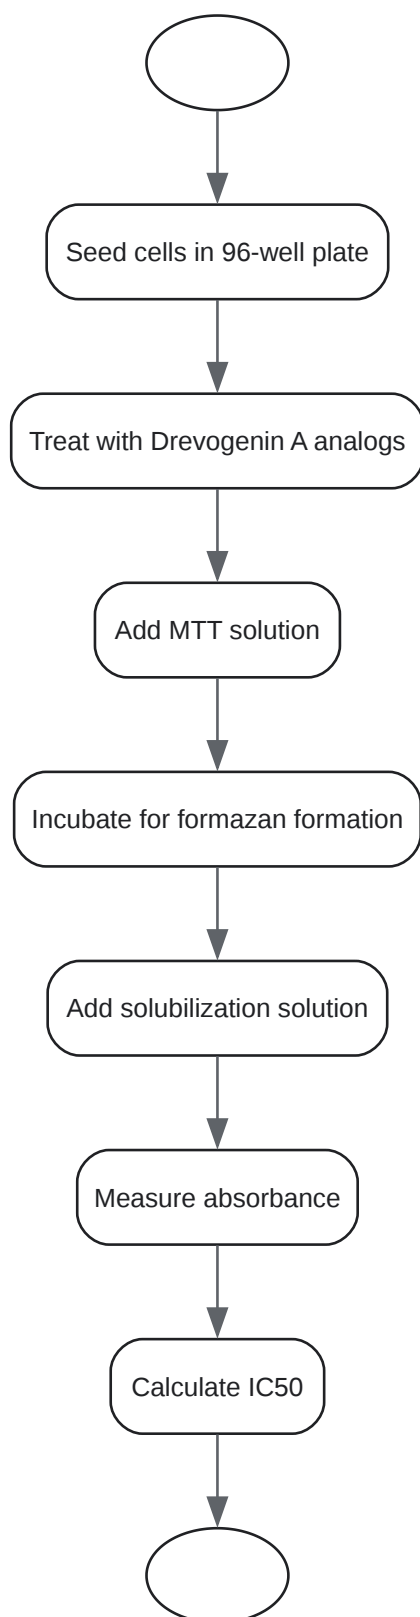 Seed cells in 96-well plate
Treat with Drevogenin A analogs
Add MTT solution
Incubate for formazan formation
Add solubilization solution
Measure absorbance
Calculate IC50